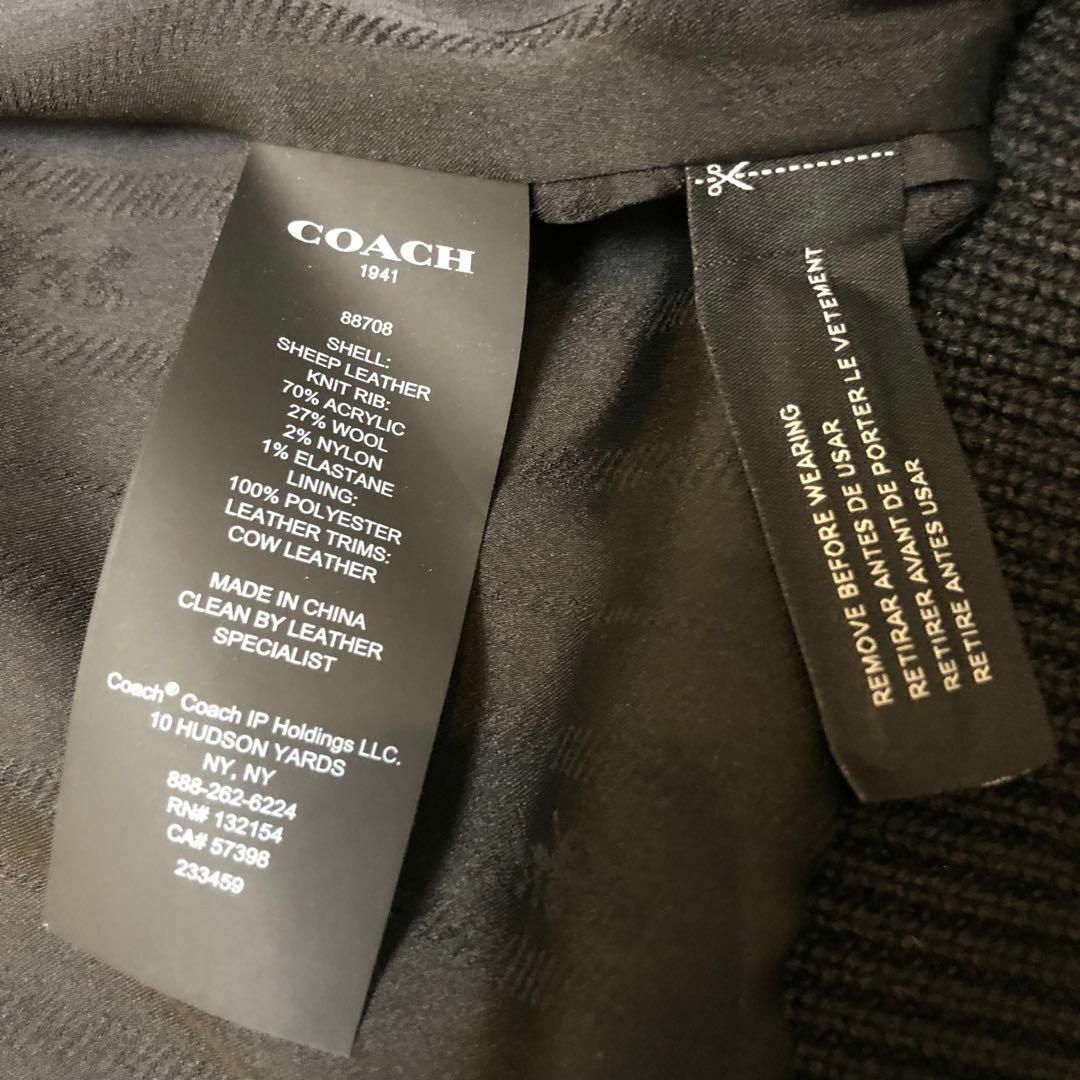 COACH
1941
88708
SHELL:
SHEEP LEATHER
KNIT RIB:
70% ACRYLIC
27% WOOL
2% NYLON
1% ELASTANE
LINING:
100% POLYESTER
LEATHER TRIMS:
COW LEATHER
MADE IN CHINA
CLEAN BY LEATHER
SPECIALIST
Coach® Coach IP Holdings LLC.
10 HUDSON YARDS
NY, NY
888-262-6224
RN# 132154
CA# 57398
233459
REMOVE BEFORE WEARING
RETIRAR ANTES DE USAR
RETIRER AVANT DE PORTER LE VETEMENT
RETIRE ANTES USAR